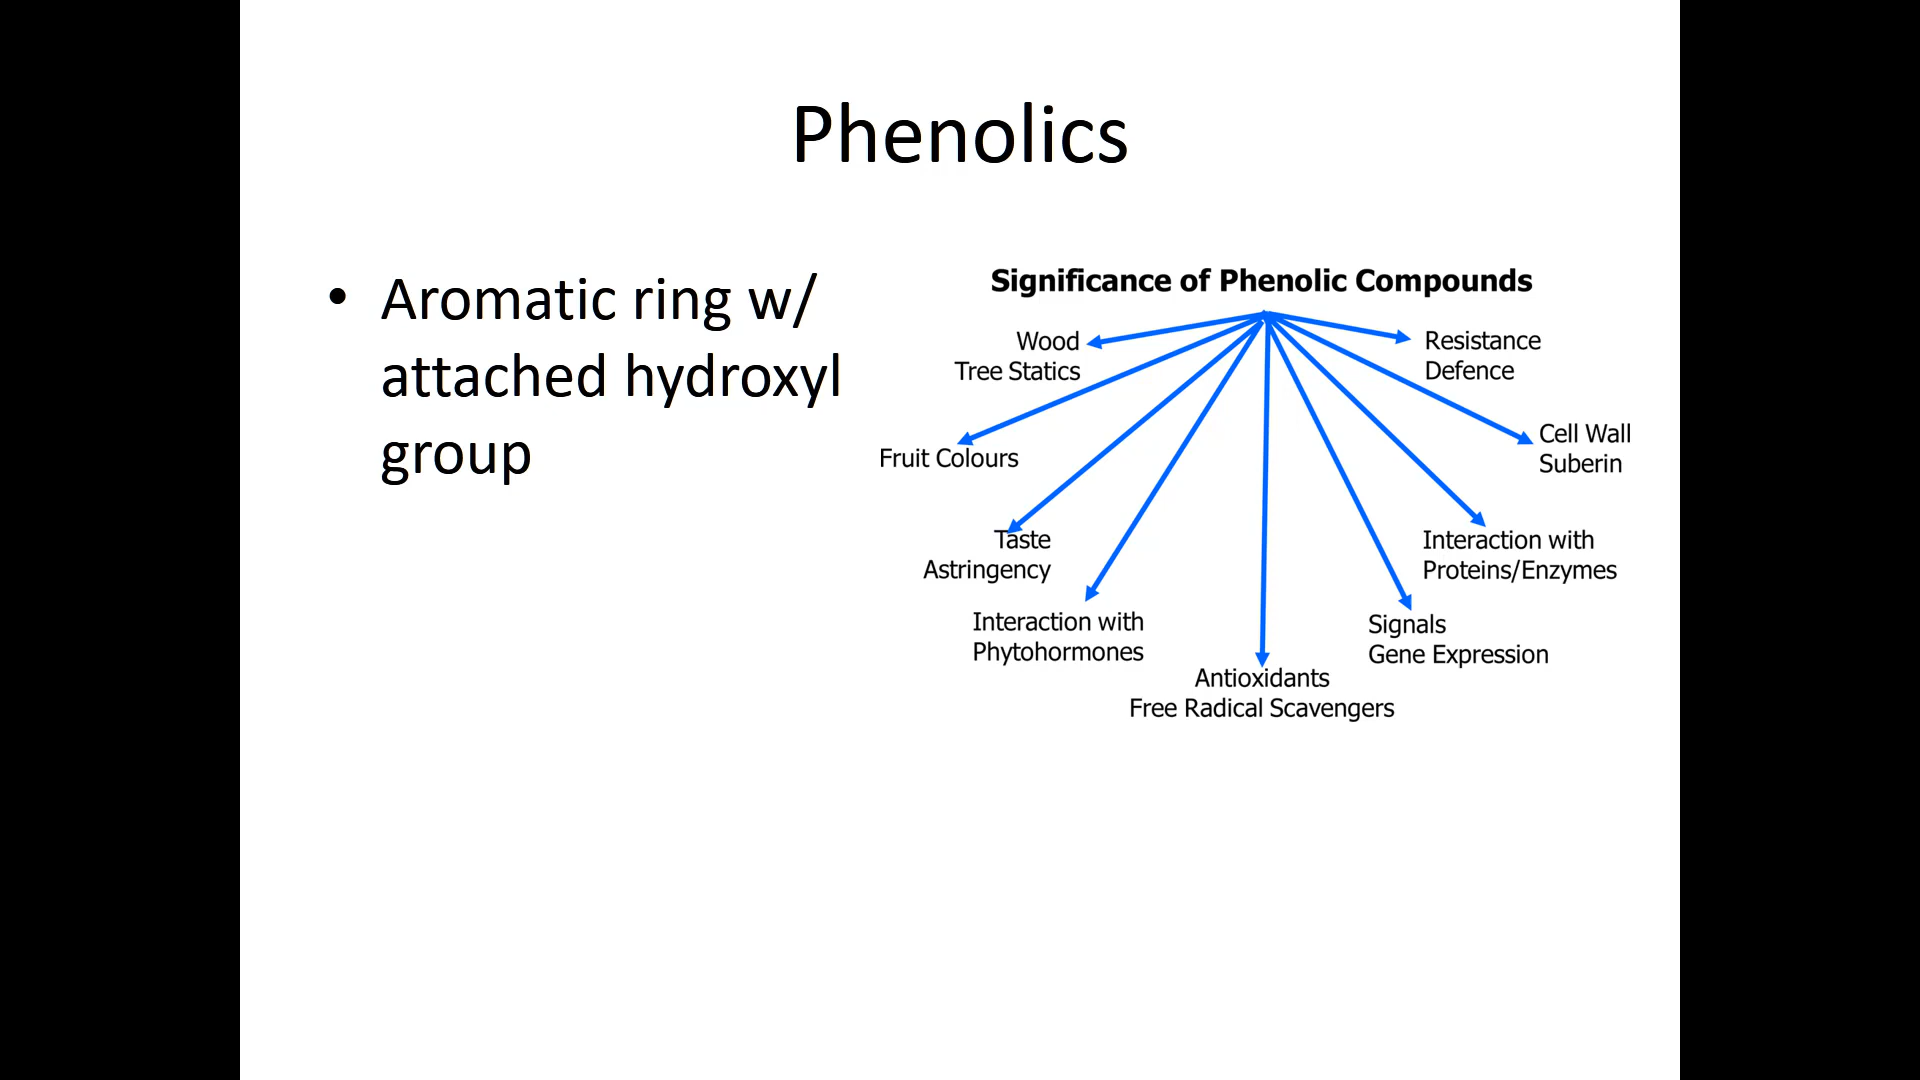 Phenolics
• Aromatic ring w/
attached hydroxyl
group
Significance of Phenolic Compounds
Wood
Tree Statics
Fruit Colours
Taste
Astringency
Interaction with
Phytohormones
Antioxidants
Free Radical Scavengers
Signals
Gene Expression
Interaction with
Proteins/Enzymes
Cell Wall
Suberin
Resistance
Defence